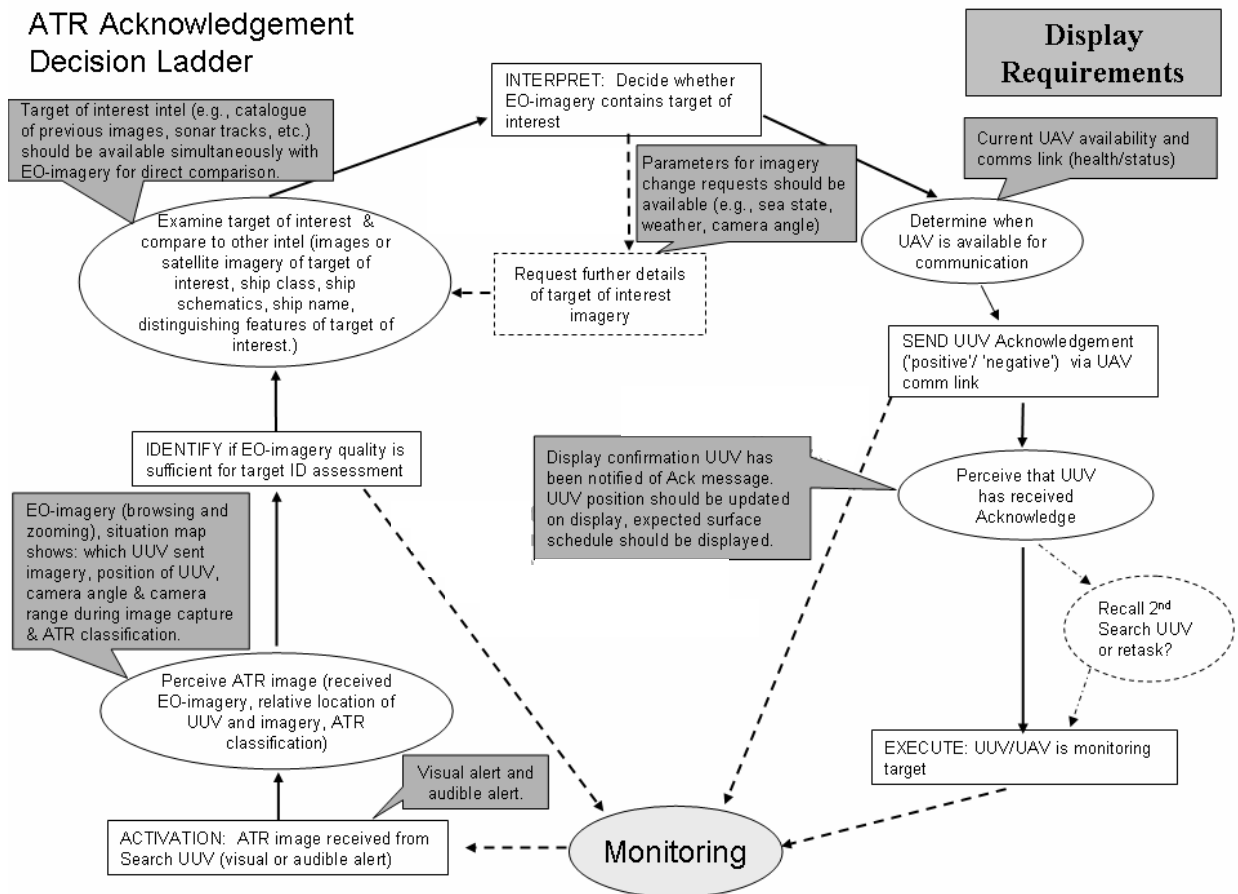 ATR Acknowledgement
Decision Ladder
Display
Requirements
INTERPRET: Decide whether
EO-imagery contains target of
interest
Target of interest intel (e.g., catalogue
of previous images, sonar tracks, etc.)
should be available simultaneously with
EO-imagery for direct comparison.
Current UAV availability and
comms link (health/status)
Parameters for imagery
change requests should be
available (e.g., sea state,
weather, camera angle)
Examine target of interest &
compare to other intel (images or
satellite imagery of target of
interest, ship class, ship
schematics, ship name,
distinguishing features of target of
interest.)
Determine when
UAV is available for
communication
Request further details
of target of interest
imagery
SEND UUV Acknowledgement
('positive'/ 'negative') via UAV
comm link
IDENTIFY if EO-imagery quality is
sufficient for target ID assessment
Display confirmation UUV has
been notified of Ack message.
UUV position should be updated
on display, expected surface
schedule should be displayed.
Perceive that UUV
has received
Acknowledge
EO-imagery (browsing and
zooming), situation map
shows: which UUV sent
imagery, position of UUV,
camera angle & camera
range during image capture
& ATR classification.
Recall 2nd
Search UUV
or retask?
Perceive ATR image (received
EO-imagery, relative location of
UUV and imagery, ATR
classification)
EXECUTE: UUV/UAV is monitoring
target
Visual alert and
audible alert.
ACTIVATION: ATR image received from
Search UUV (visual or audible alert)
Monitoring